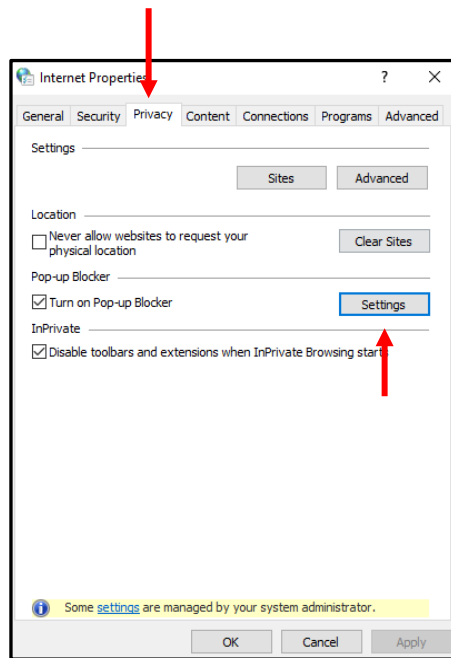 Internet Properties ?
General Security Privacy Content Connections Programs Advanced
Settings
Sites Advanced
Location
Never allow websites to request your
physical location
Clear Sites
Pop-up Blocker
Turn on Pop-up Blocker
Settings
InPrivate
Disable toolbars and extensions when InPrivate Browsing starts
Some settings are managed by your system administrator.
OK Cancel Apply